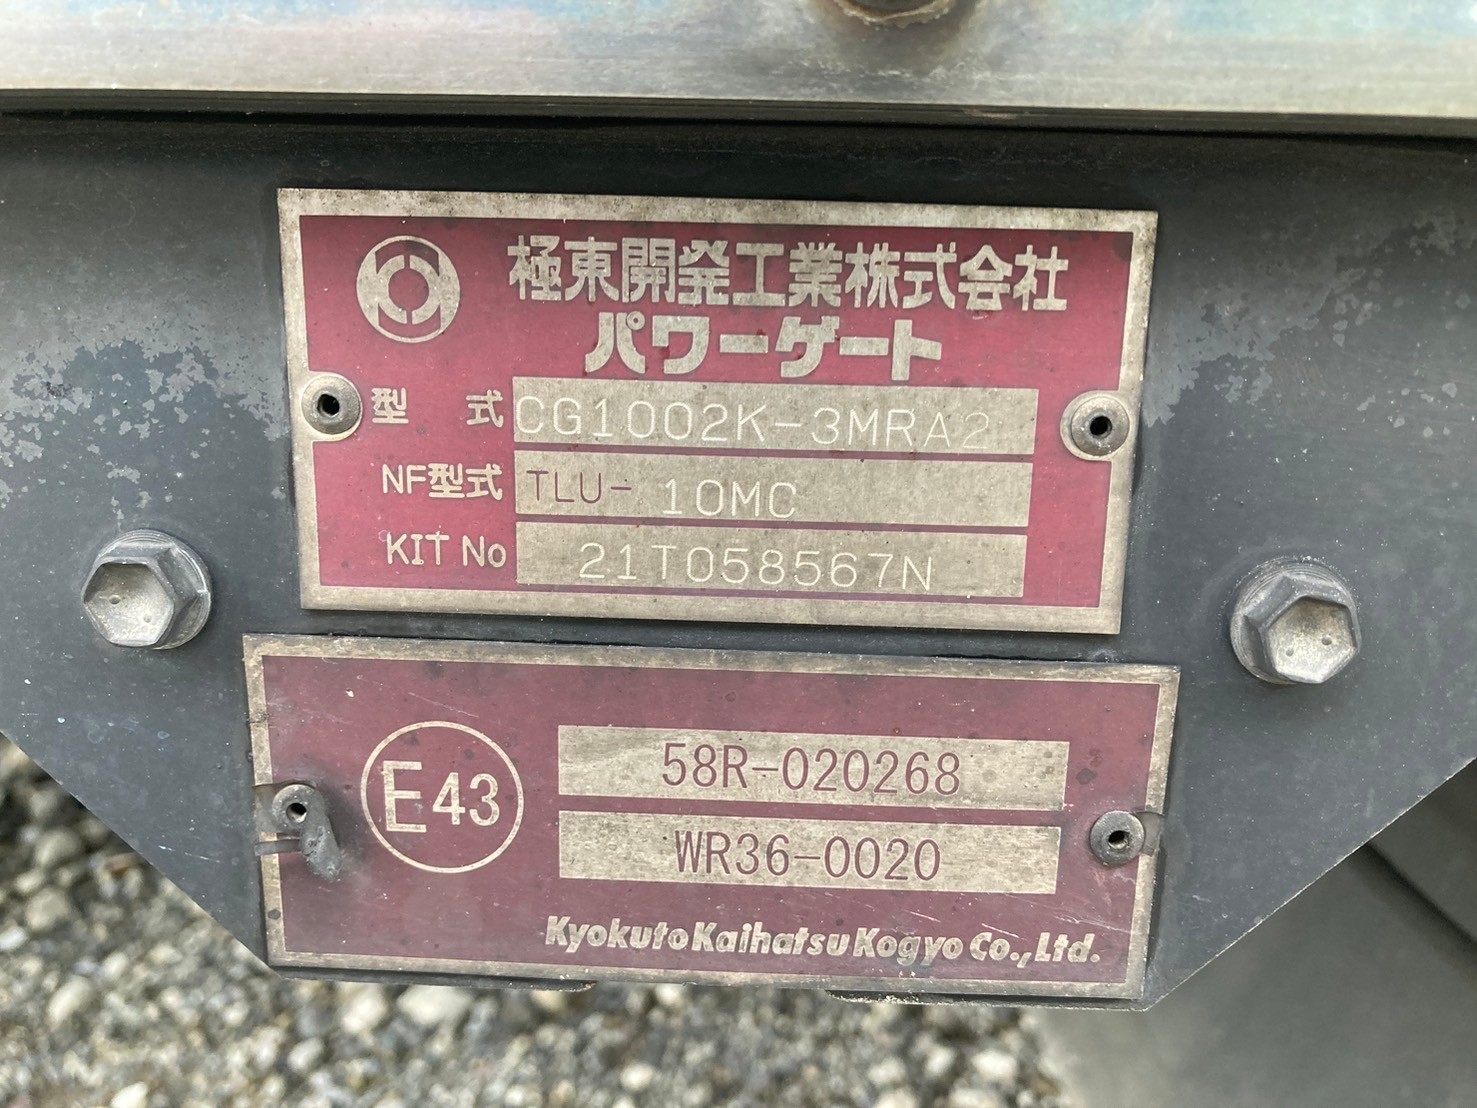 極東開発工業株式会社
パワーゲート
型 式 CG1002K-3MRA2
NF型式 TLU- 10MC
KIT No 21T058567N
E43
58R-020268
WR36-0020
Kyokuto Kaihatsu Kogyo Co., Ltd.